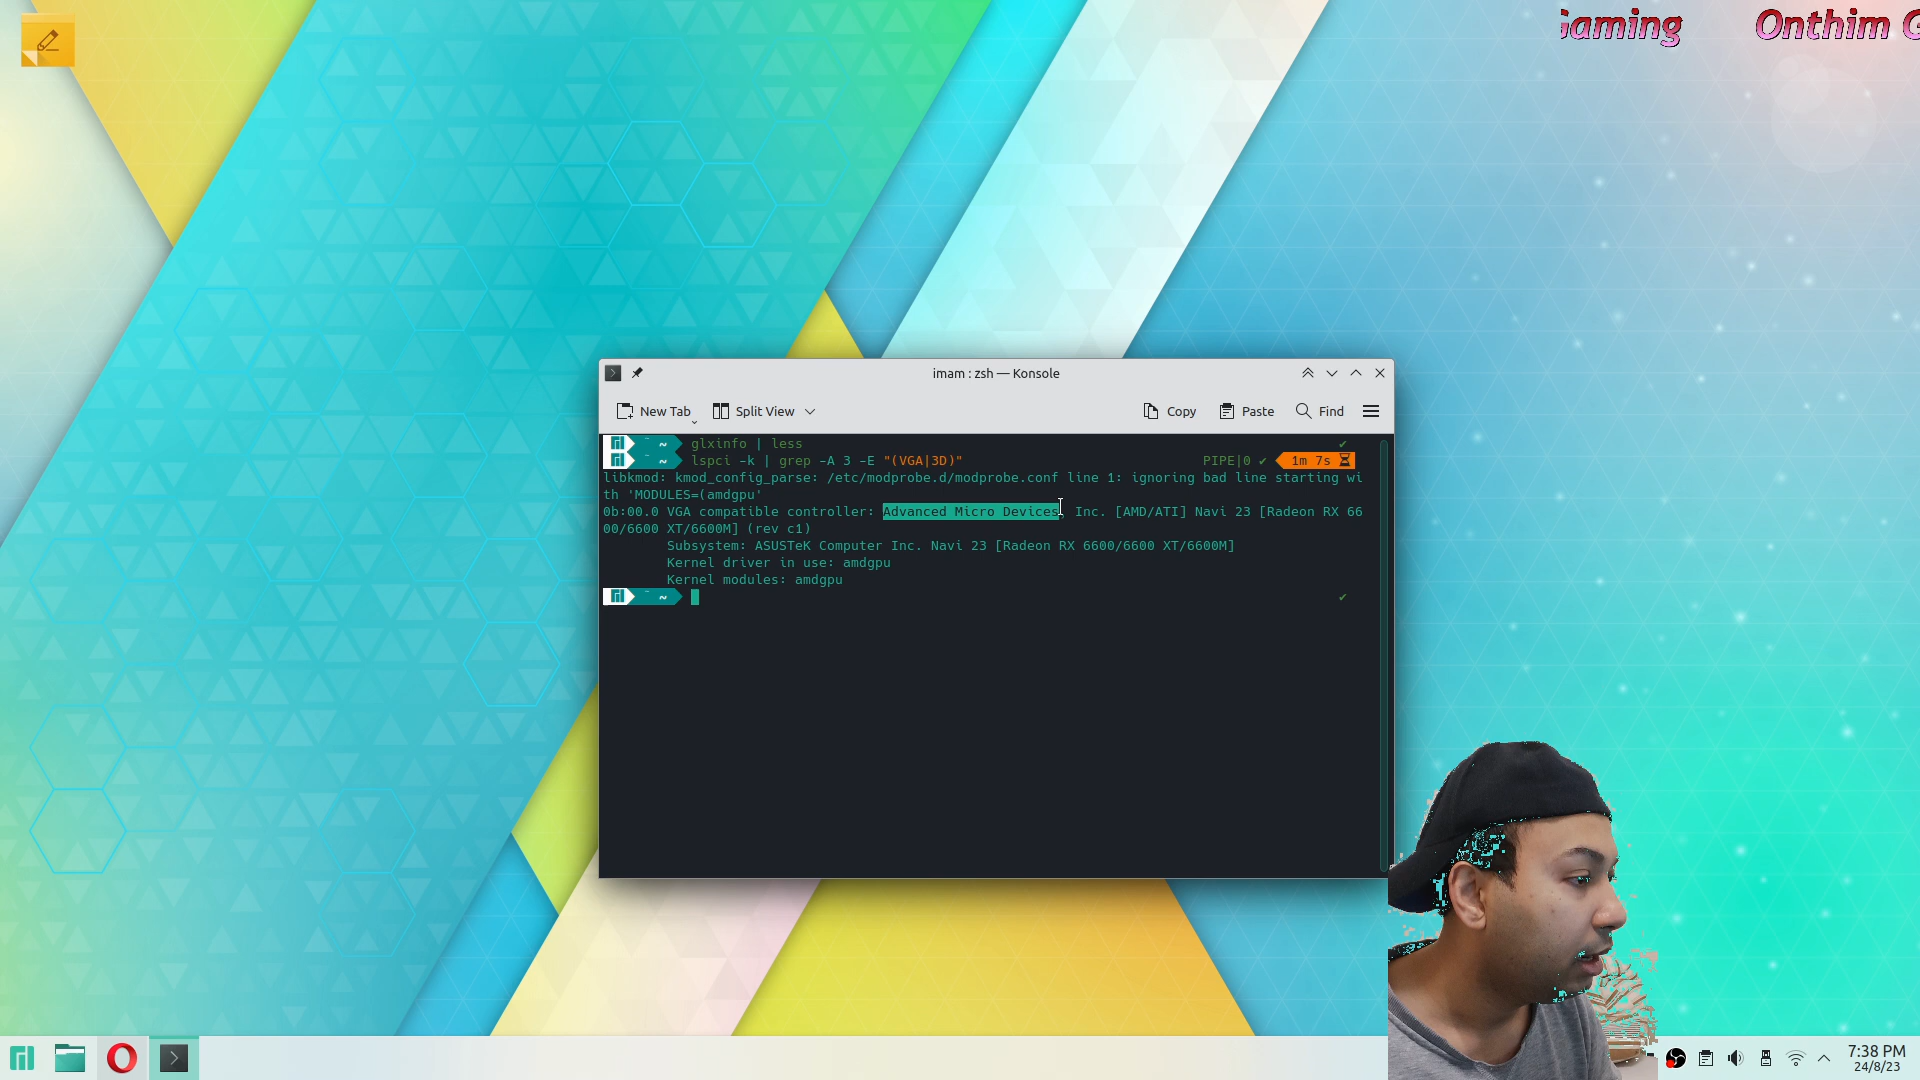 Gaming Onthim G
imam : zsh — Konsole
New Tab
Split View
Copy
Paste
Find
~ glxinfo | less ✔
~ lspci -k | grep -A 3 -E "(VGA|3D)" PIPE|0 ✔ 1m 7s
libkmod: kmod_config_parse: /etc/modprobe.d/modprobe.conf line 1: ignoring bad line starting wi
th 'MODULES=(amdgpu'
0b:00.0 VGA compatible controller: Advanced Micro Devices, Inc. [AMD/ATI] Navi 23 [Radeon RX 66
00/6600 XT/6600M] (rev c1)
Subsystem: ASUSTeK Computer Inc. Navi 23 [Radeon RX 6600/6600 XT/6600M]
Kernel driver in use: amdgpu
Kernel modules: amdgpu
~ ✔
7:38 PM
24/8/23